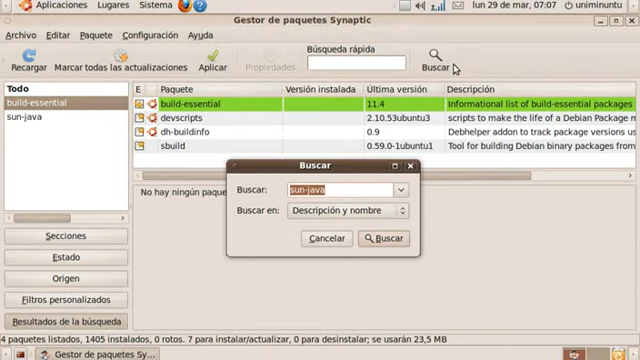 Aplicaciones Lugares Sistema lun 29 de mar, 07:07 uniminuntu
Gestor de paquetes Synaptic
Archivo Editar Paquete Configuración Ayuda
Búsqueda rápida
Recargar Marcar todas las actualizaciones Aplicar Propiedades Buscar
Todo
build-essential
sun-java
E Paquete Versión instalada Última versión Descripción
build-essential 11.4 Informational list of build-essential packages
devscripts 2.10.53ubuntu3 scripts to make the life of a Debian Package m
dh-buildinfo 0.9 Debhelper addon to track package versions us
sbuild 0.59.0-1ubuntu1 Tool for building Debian binary packages from
No hay ningún paque
Buscar
Buscar: sun-java
Buscar en: Descripción y nombre
Cancelar Buscar
Secciones
Estado
Origen
Filtros personalizados
Resultados de la búsqueda
4 paquetes listados, 1405 instalados, 0 rotos. 7 para instalar/actualizar, 0 para desinstalar; se usarán 23,5 MB
Gestor de paquetes Sy...